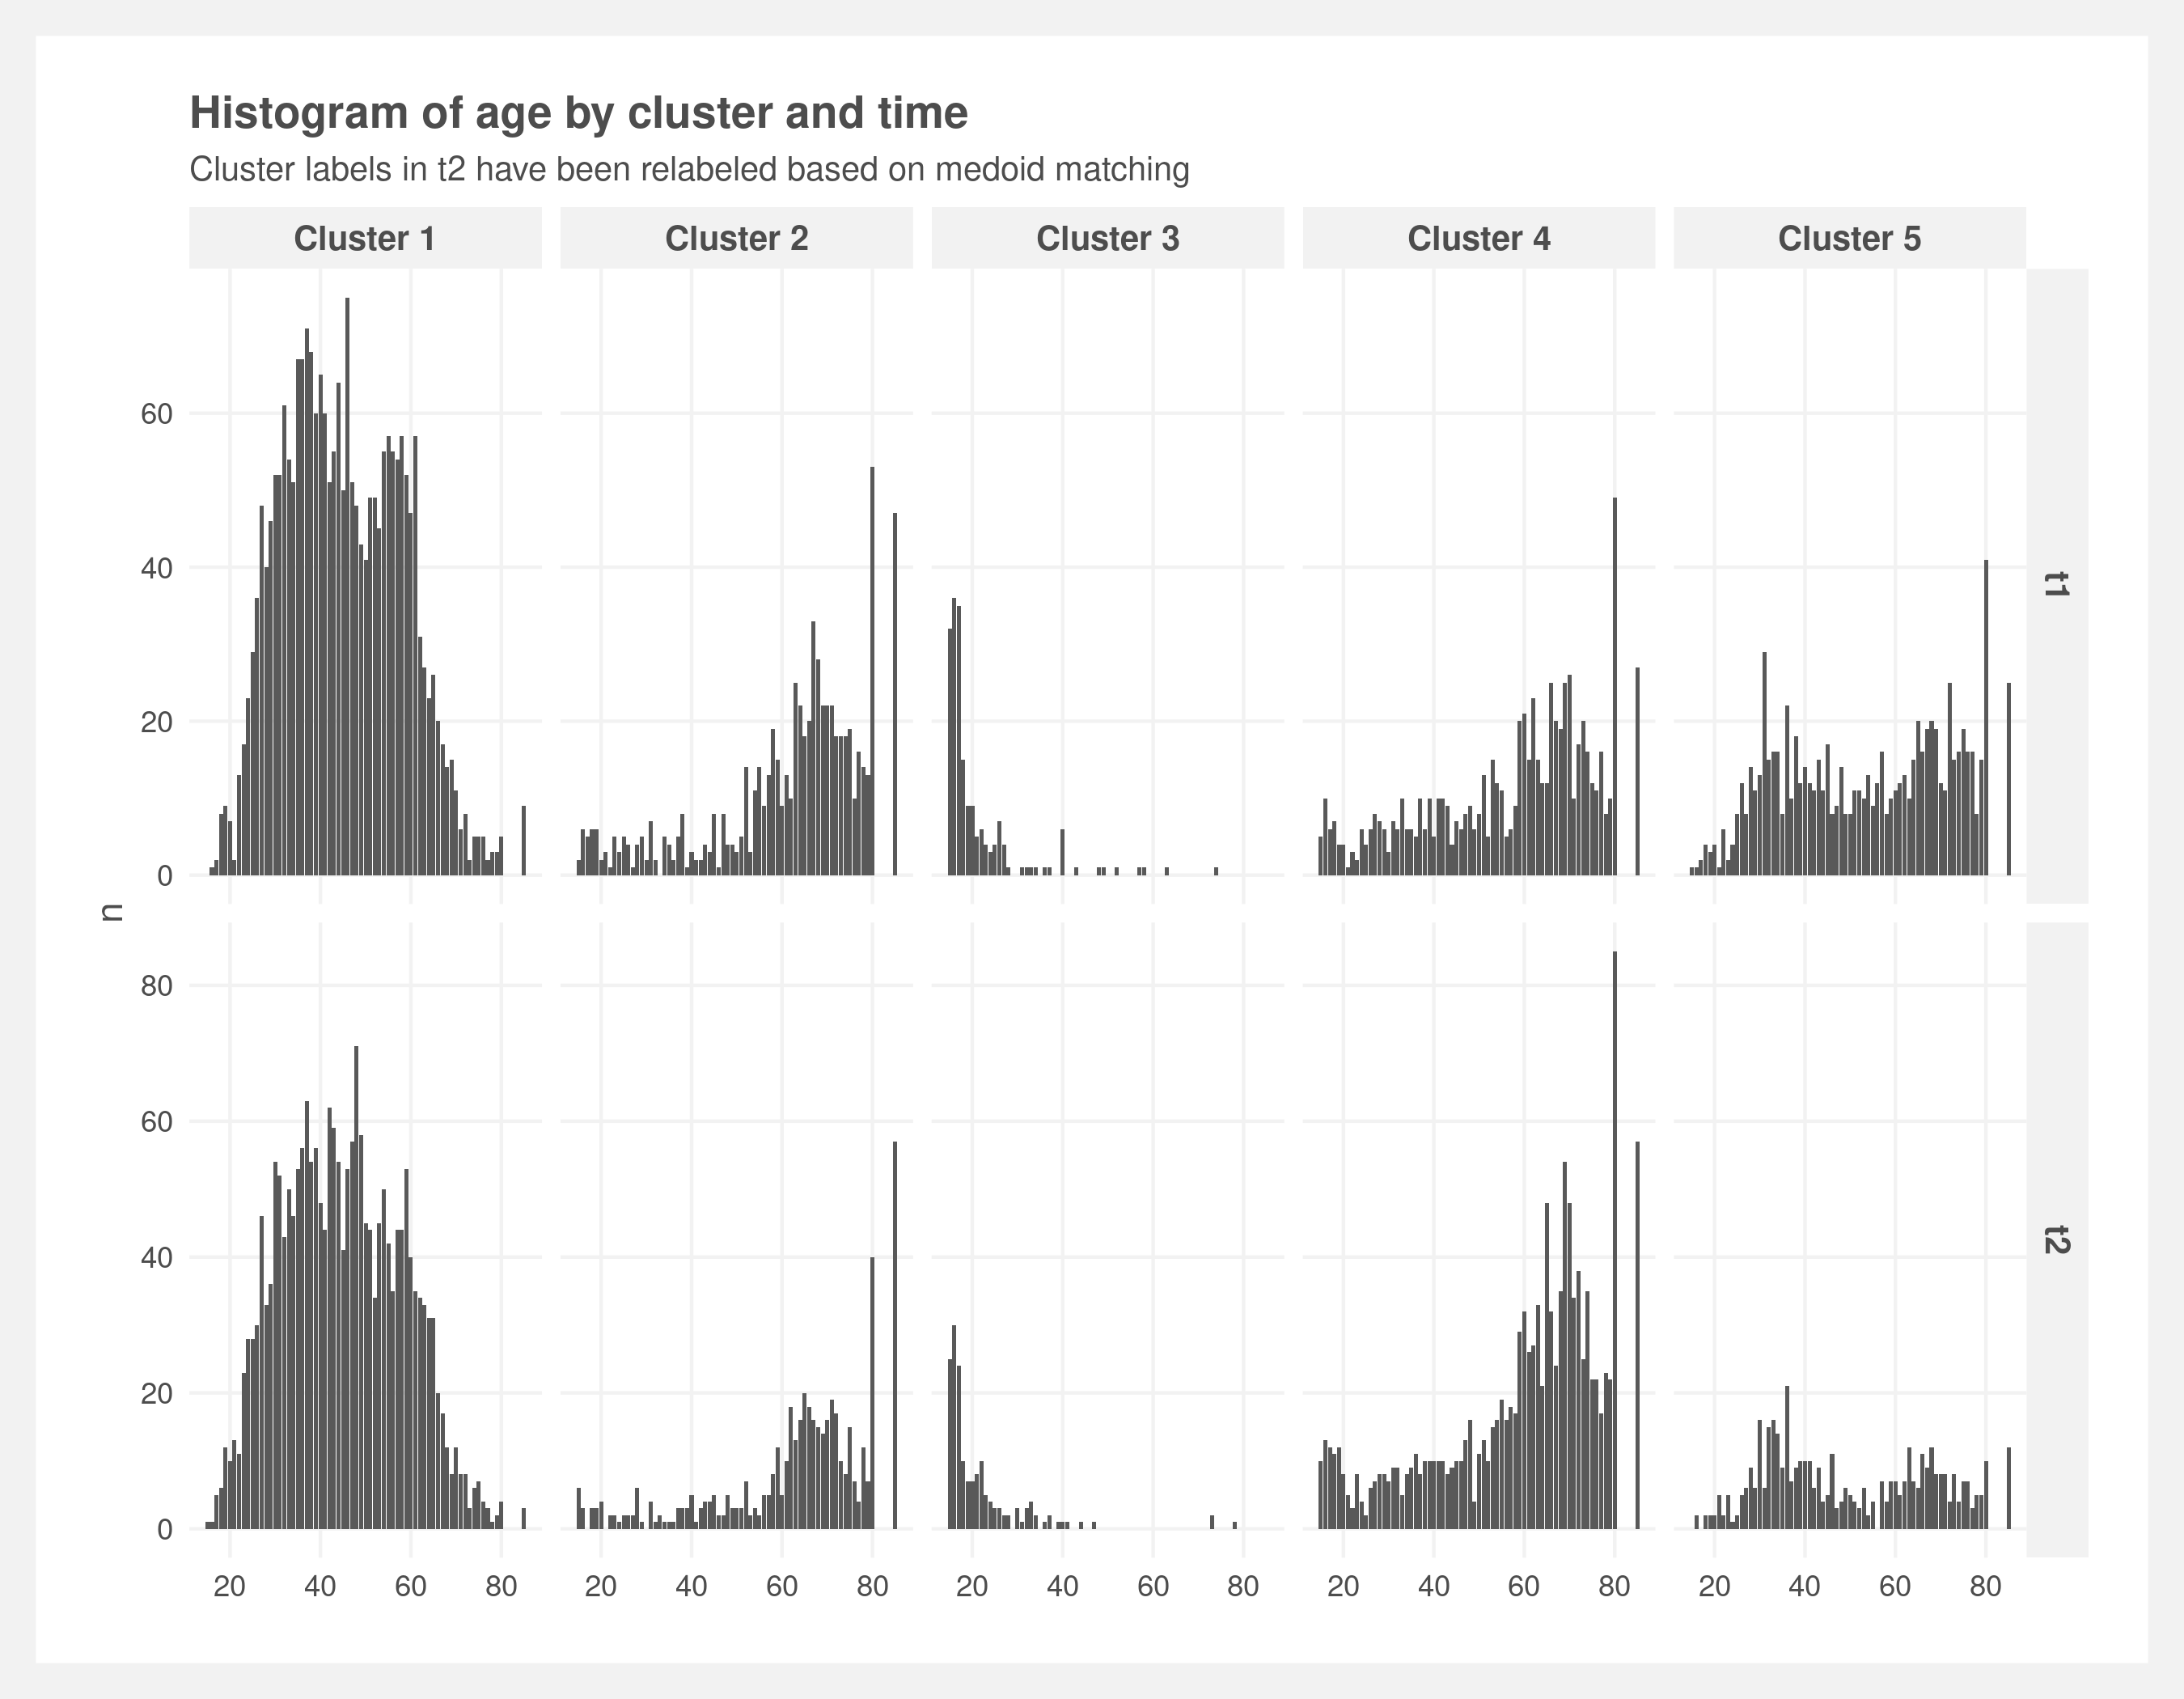 Histogram of age by cluster and time
Cluster labels in t2 have been relabeled based on medoid matching
Cluster 1 Cluster 2 Cluster 3 Cluster 4 Cluster 5
60
40
20
0
t1
n
80
60
40
20
0
t2
20 40 60 80 20 40 60 80 20 40 60 80 20 40 60 80 20 40 60 80